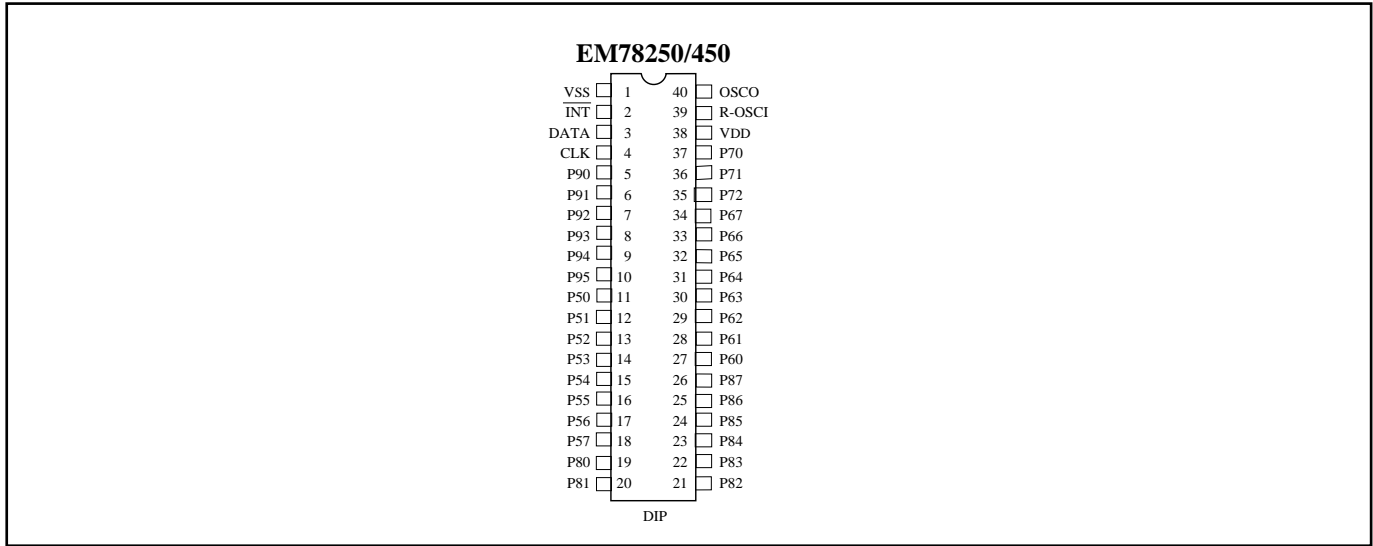 EM78250/450
VSS 1 40 OSCO
INT 2 39 R-OSCI
DATA 3 38 VDD
CLK 4 37 P70
P90 5 36 P71
P91 6 35 P72
P92 7 34 P67
P93 8 33 P66
P94 9 32 P65
P95 10 31 P64
P50 11 30 P63
P51 12 29 P62
P52 13 28 P61
P53 14 27 P60
P54 15 26 P87
P55 16 25 P86
P56 17 24 P85
P57 18 23 P84
P80 19 22 P83
P81 20 21 P82
DIP